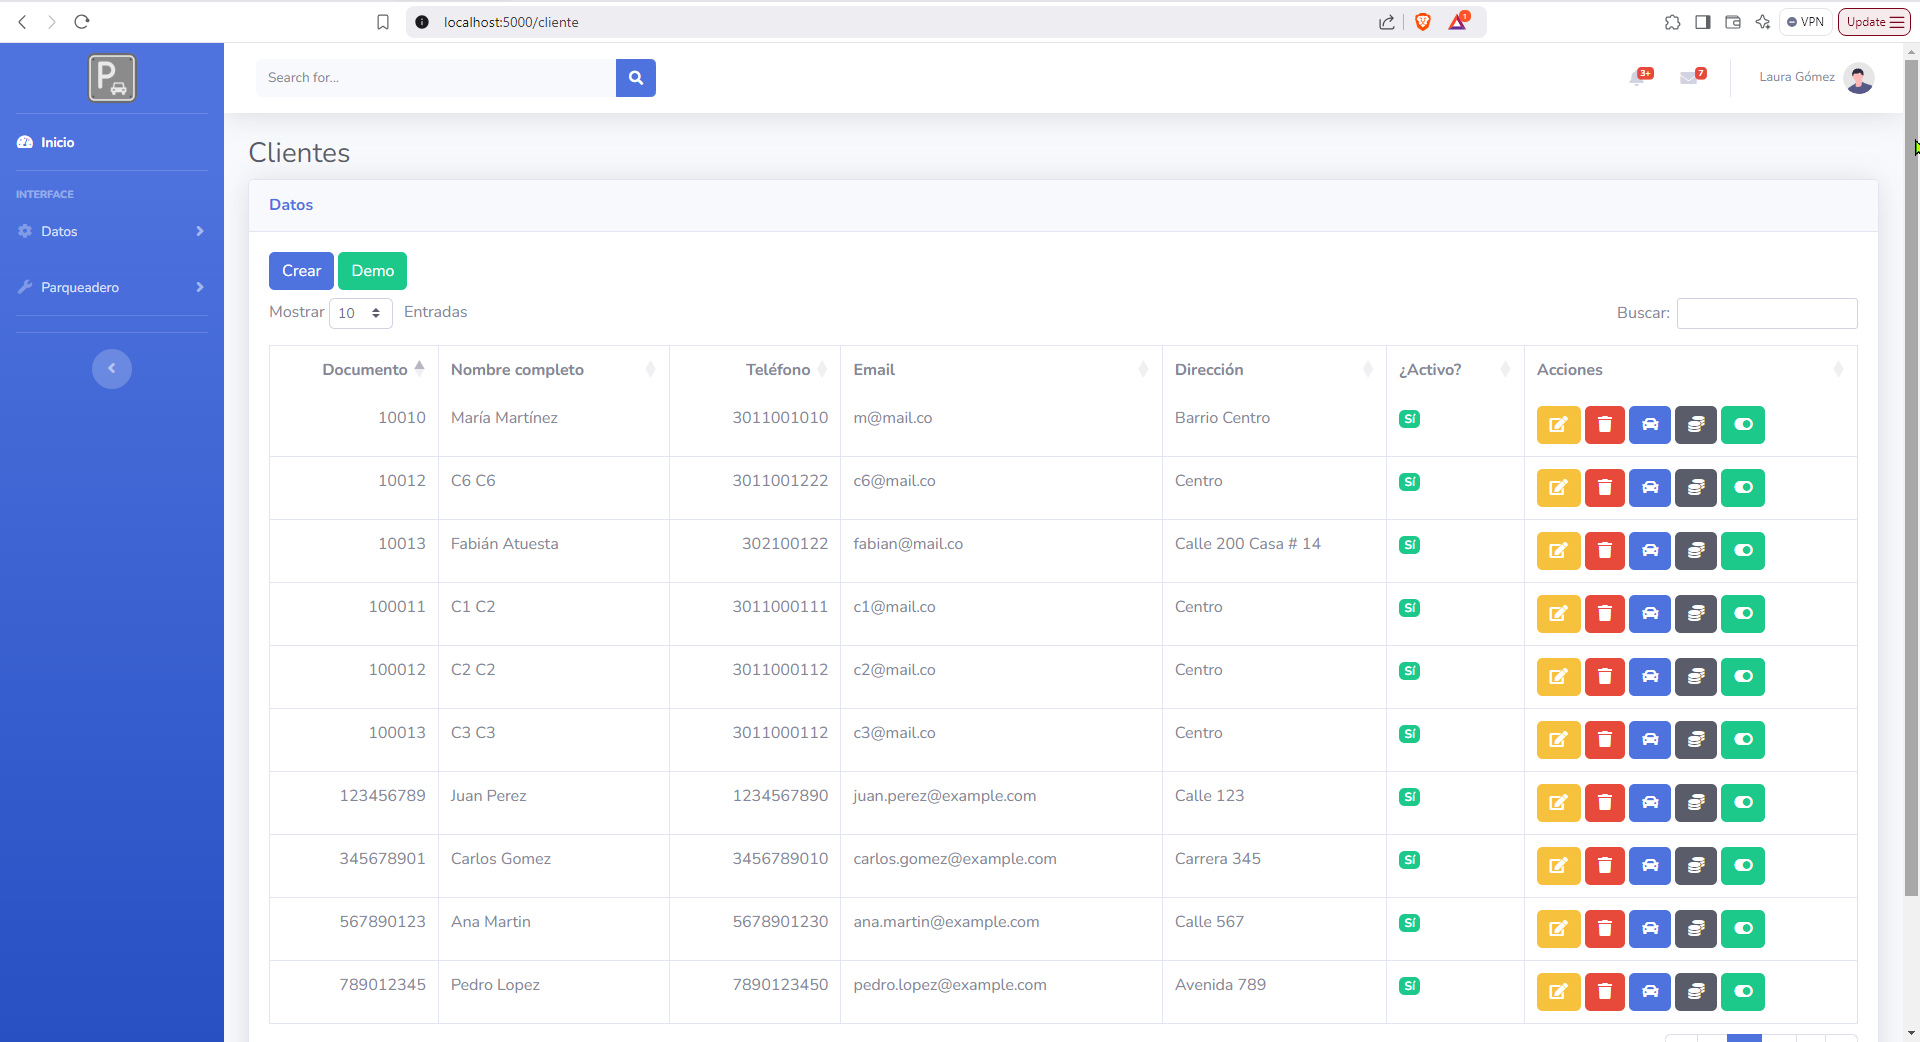 localhost:5000/cliente
1
VPN
Update
P
Search for...
3+
7
Laura Gómez
Inicio
INTERFACE
Datos
Parqueadero
Clientes
Datos
Crear Demo
Mostrar 10 Entradas
Buscar:
Documento Nombre completo Teléfono Email Dirección ¿Activo? Acciones
10010 María Martínez 3011001010 m@mail.co Barrio Centro Sí
10012 C6 C6 3011001222 c6@mail.co Centro Sí
10013 Fabián Atuesta 302100122 fabian@mail.co Calle 200 Casa # 14 Sí
100011 C1 C2 3011000111 c1@mail.co Centro Sí
100012 C2 C2 3011000112 c2@mail.co Centro Sí
100013 C3 C3 3011000112 c3@mail.co Centro Sí
123456789 Juan Perez 1234567890 juan.perez@example.com Calle 123 Sí
345678901 Carlos Gomez 3456789010 carlos.gomez@example.com Carrera 345 Sí
567890123 Ana Martin 5678901230 ana.martin@example.com Calle 567 Sí
789012345 Pedro Lopez 7890123450 pedro.lopez@example.com Avenida 789 Sí